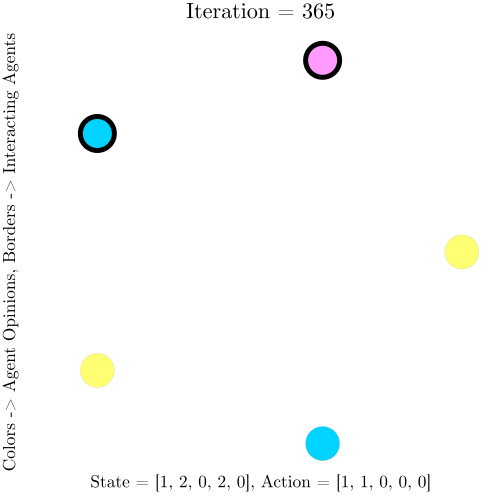 Iteration = 365
Colors -> Agent Opinions, Borders -> Interacting Agents
State = [1, 2, 0, 2, 0], Action = [1, 1, 0, 0, 0]